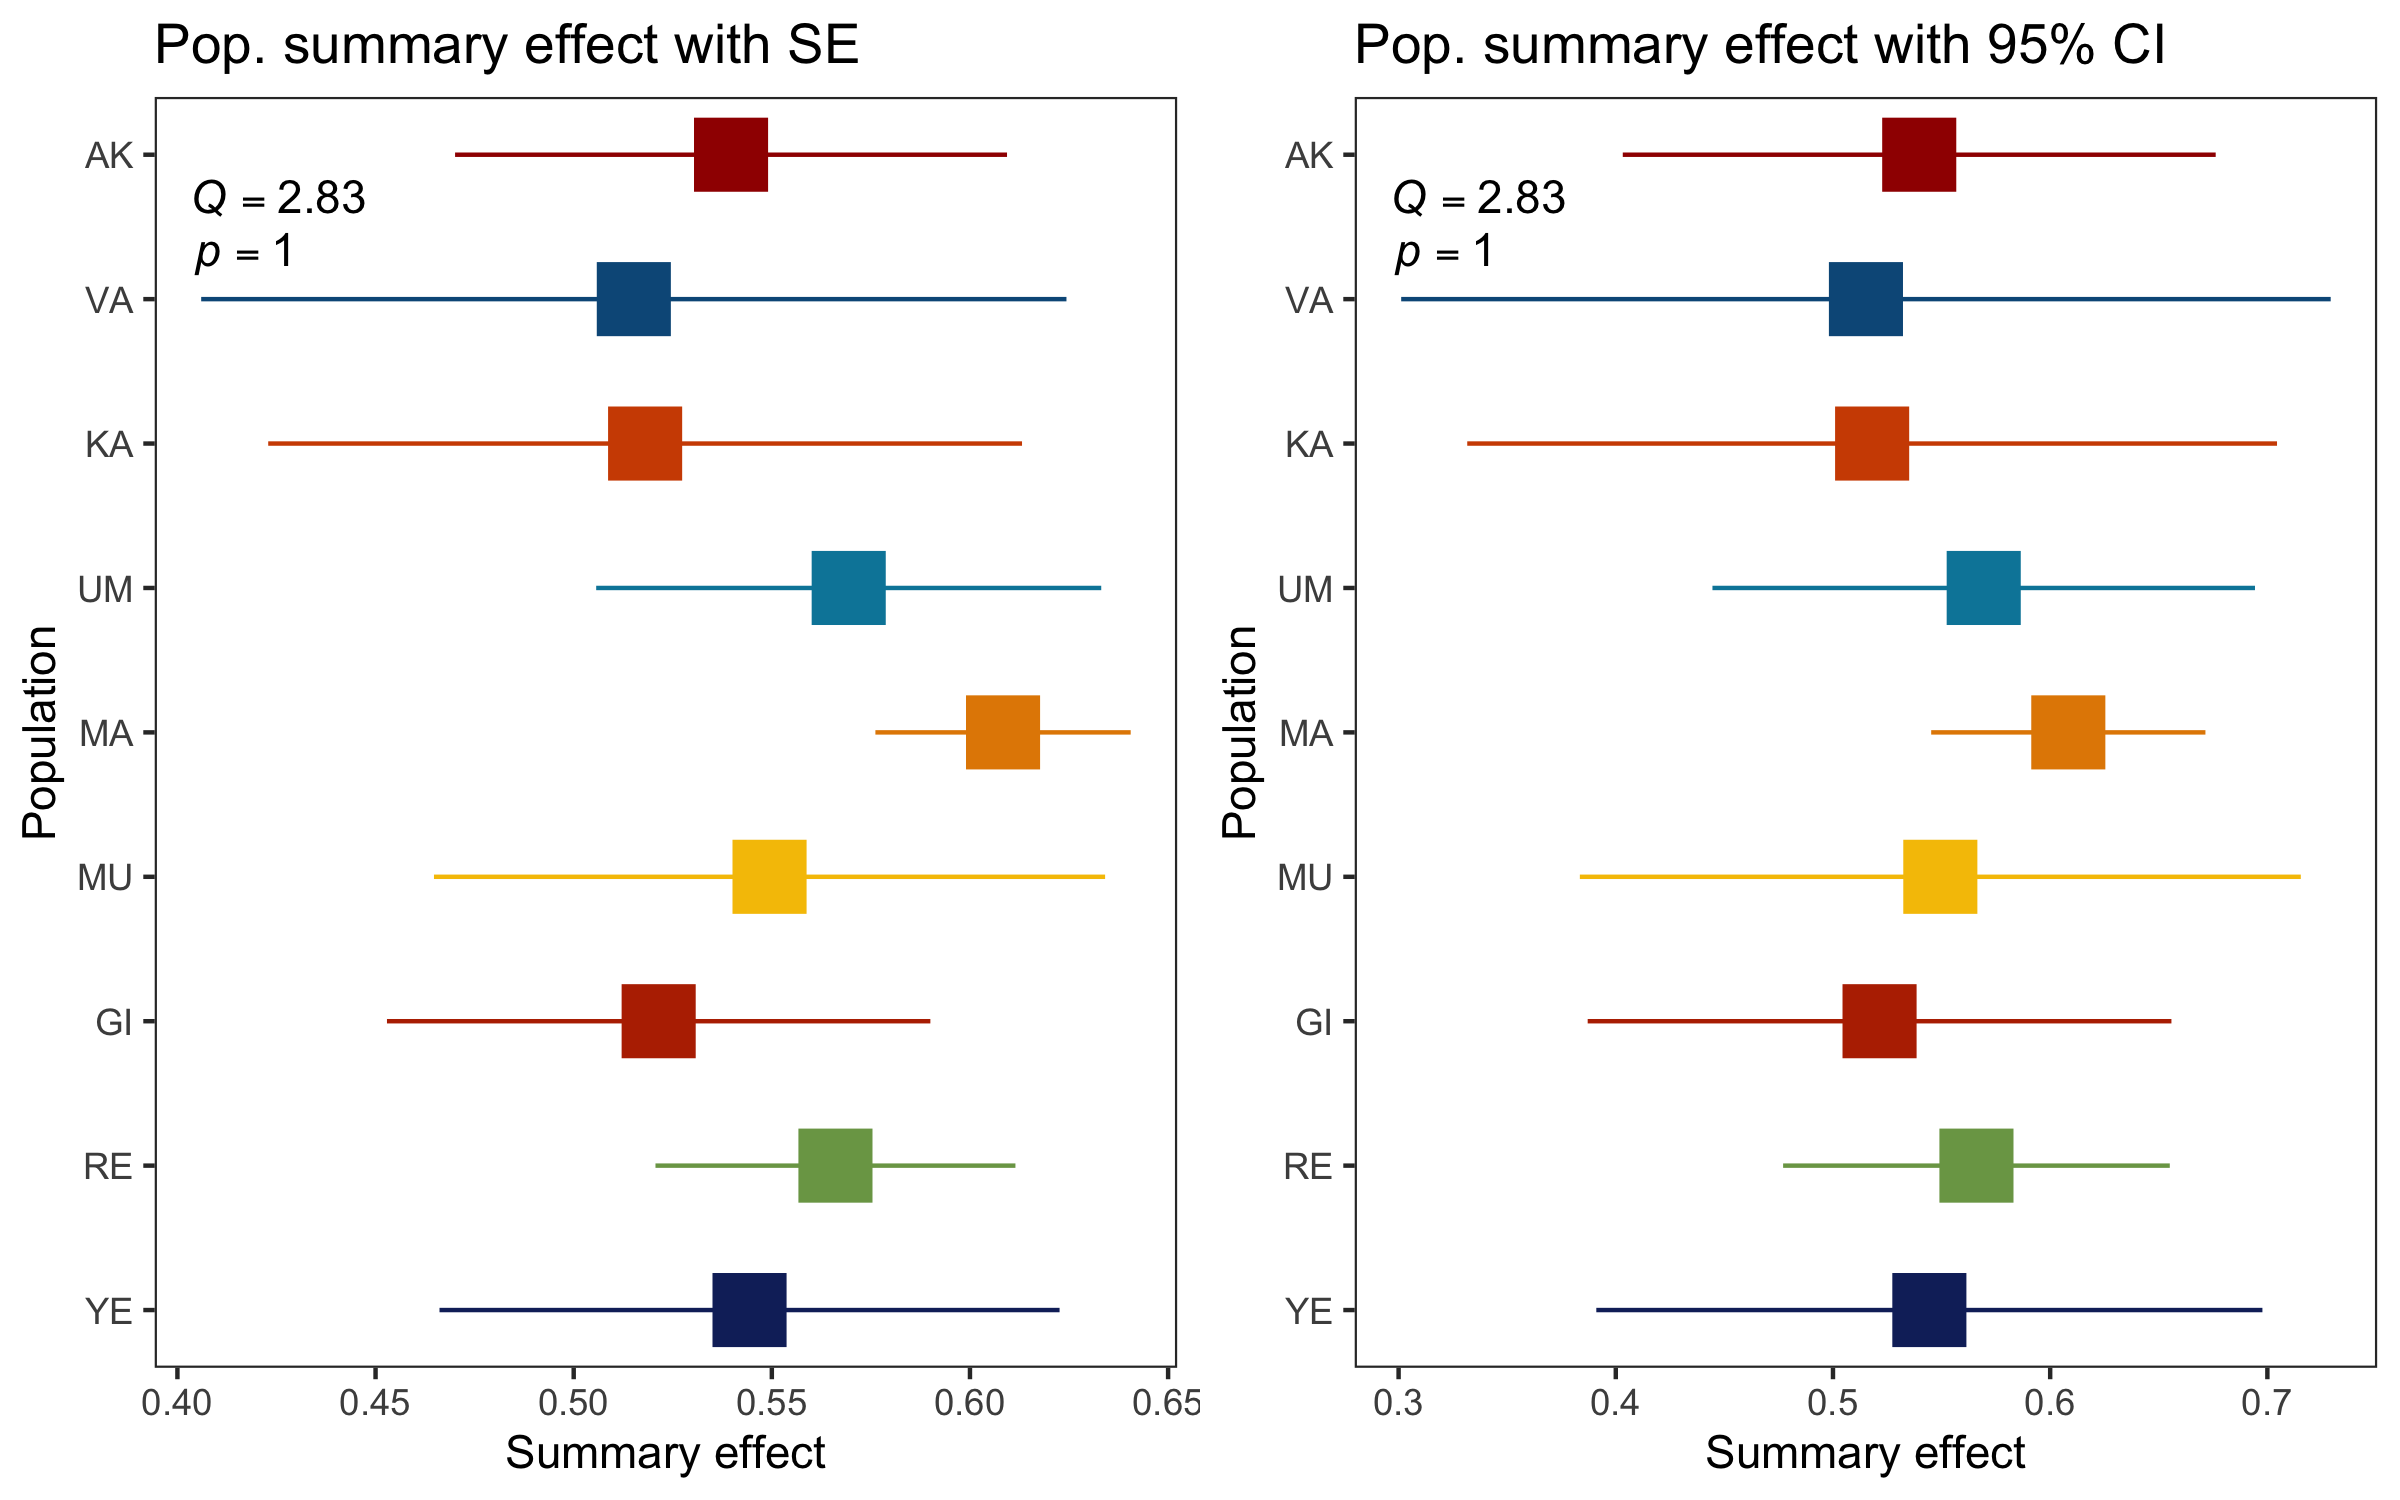 Pop. summary effect with SE
Q = 2.83
p = 1
AK
VA
KA
UM
MA
MU
GI
RE
YE
Population
0.40 0.45 0.50 0.55 0.60 0.65
Summary effect
Pop. summary effect with 95% CI
Q = 2.83
p = 1
AK
VA
KA
UM
MA
MU
GI
RE
YE
Population
0.3 0.4 0.5 0.6 0.7
Summary effect